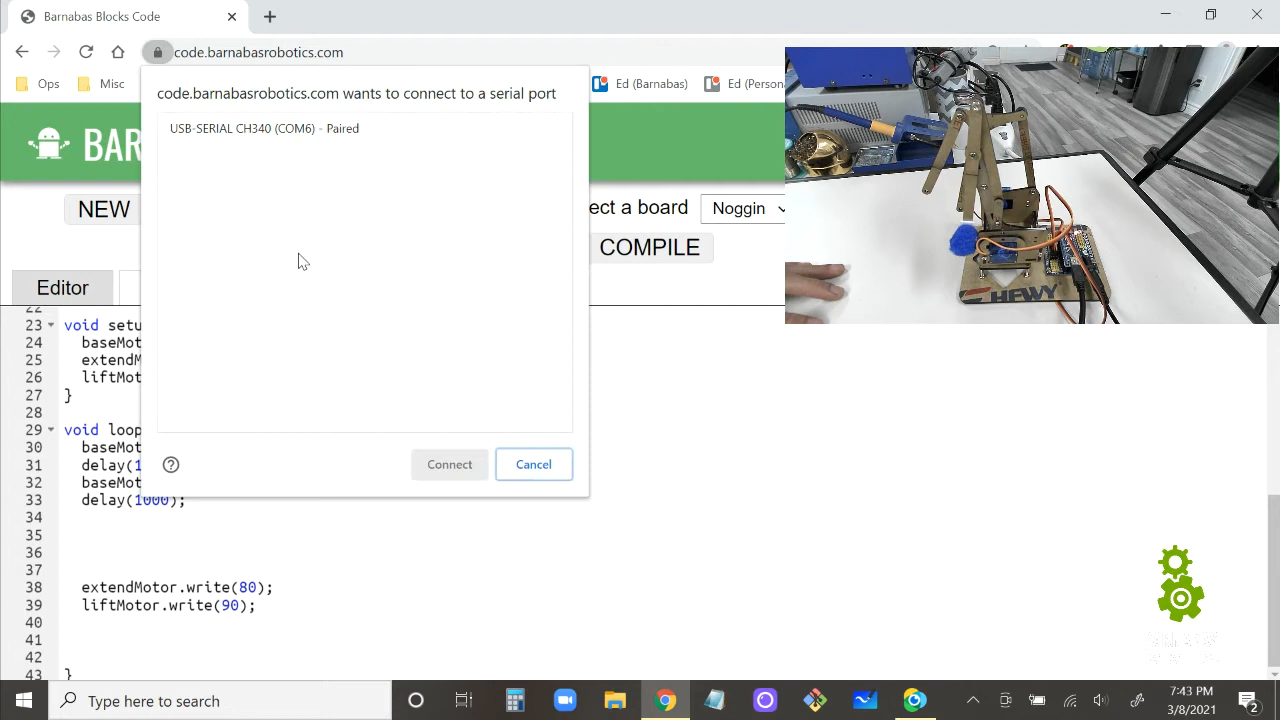 Barnabas Blocks Code
code.barnabasrobotics.com
Ops
Misc
Ed (Barnabas)
Ed (Person
code.barnabasrobotics.com wants to connect to a serial port
USB-SERIAL CH340 (COM6) - Paired
BAR
NEW
ect a board
Noggin
COMPILE
Editor
HEWY
Connect
Cancel
22
23 void setu
24 baseMot
25 extendM
26 liftMot
27 }
28
29 void loop
30 baseMot
31 delay(1
32 baseMot
33 delay(1000);
34
35
36
37
38 extendMotor.write(80);
39 liftMotor.write(90);
40
41
42
43 }
Type here to search
7:43 PM
3/8/2021
2